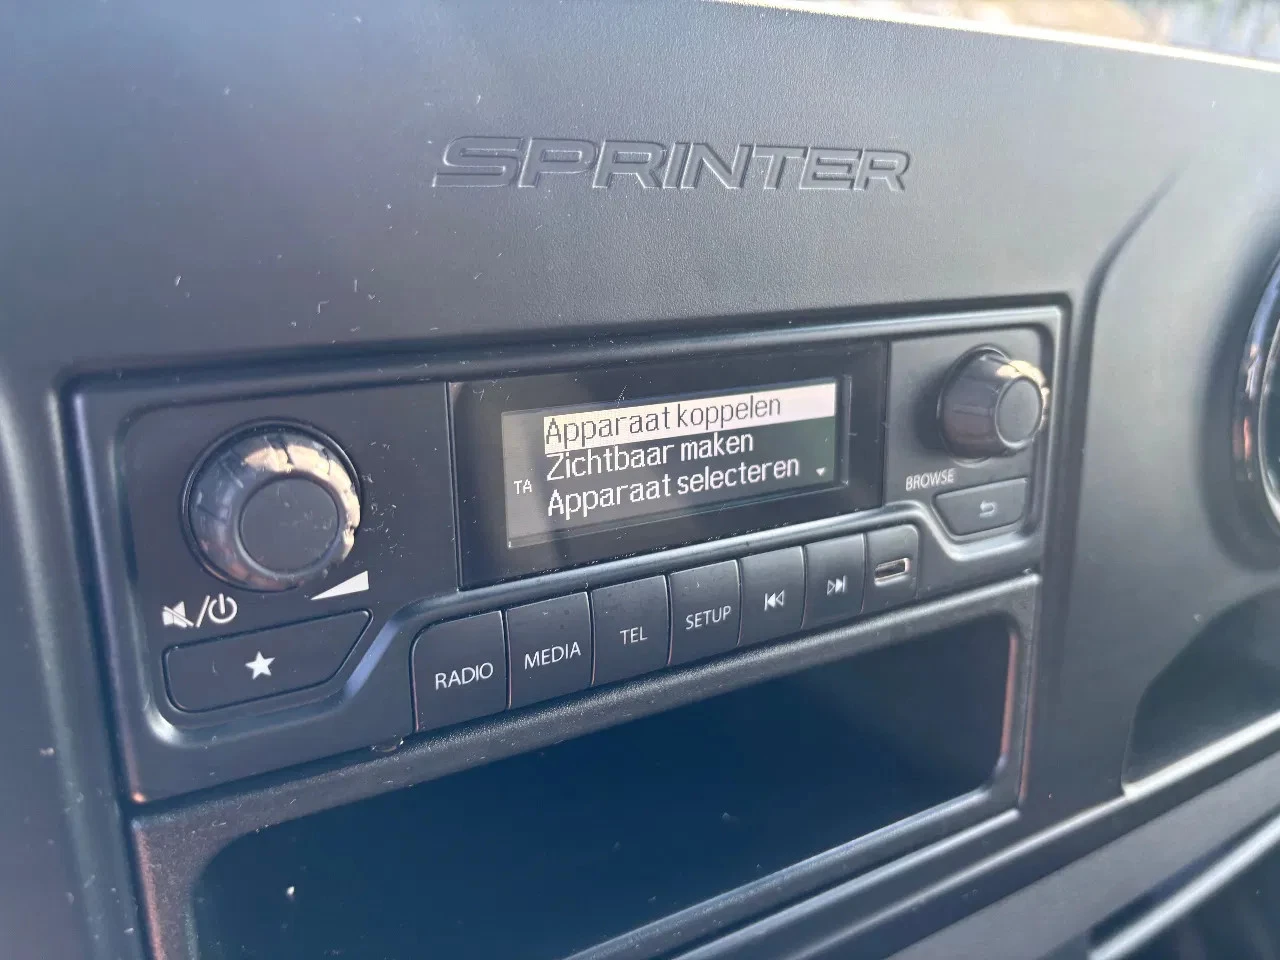 SPRINTER
Apparaat koppelen
Zichtbaar maken
TA
Apparaat selecteren
BROWSE
RADIO
MEDIA
TEL
SETUP